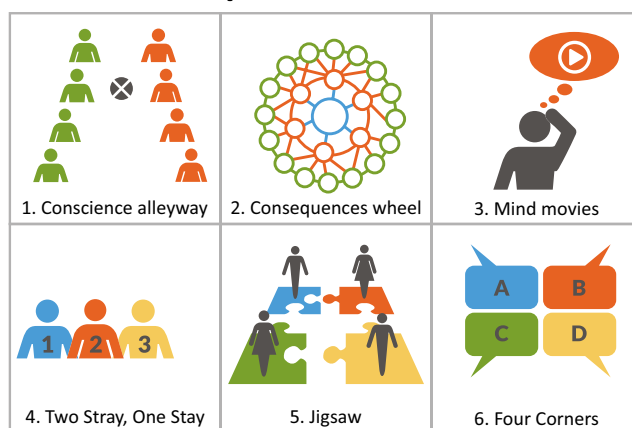 1. Conscience alleyway
2. Consequences wheel
3. Mind movies
1 2 3
4. Two Stray, One Stay
5. Jigsaw
A B
C D
6. Four Corners